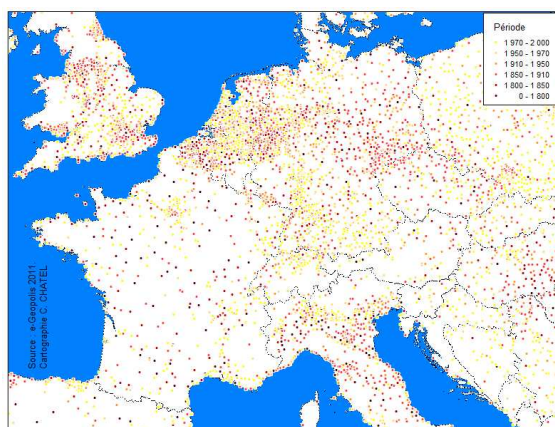 Période
1 970 - 2 000
1 950 - 1 970
1 910 - 1 950
1 850 - 1 910
1 800 - 1 850
0 - 1 800
Source : e-Geopolis 2011
Cartographie C. CHATEL